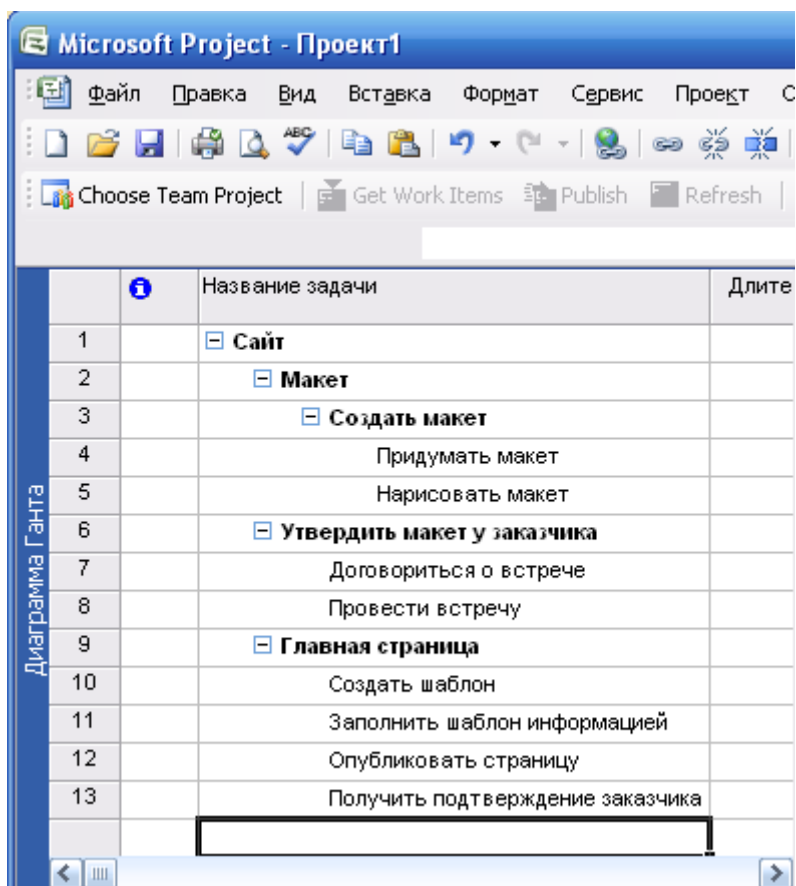 Microsoft Project - Проект1
Файл Правка Вид Вставка Формат Сервис Проект С
ABC
Choose Team Project Get Work Items Publish Refresh
Название задачи Длите
1 Сайт
2 Макет
3 Создать макет
4 Придумать макет
5 Нарисовать макет
6 Утвердить макет у заказчика
7 Договориться о встрече
8 Провести встречу
9 Главная страница
10 Создать шаблон
11 Заполнить шаблон информацией
12 Опубликовать страницу
13 Получить подтверждение заказчика
Диаграмма Ганта